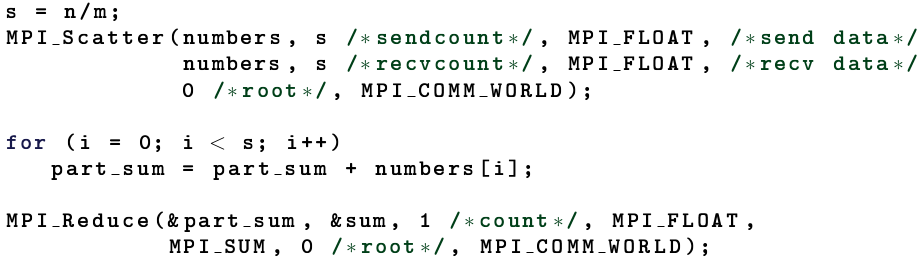 s = n/m;
MPI_Scatter(numbers, s /*sendcount*/, MPI_FLOAT, /*send data*/
numbers, s /*recvcount*/, MPI_FLOAT, /*recv data*/
0 /*root*/, MPI_COMM_WORLD);
for (i = 0; i < s; i++)
part_sum = part_sum + numbers[i];
MPI_Reduce(&part_sum, &sum, 1 /*count*/, MPI_FLOAT,
MPI_SUM, 0 /*root*/, MPI_COMM_WORLD);